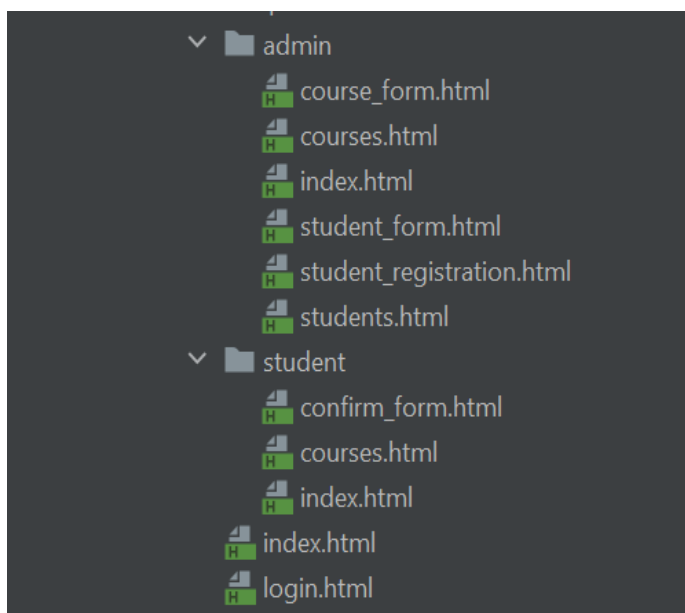 admin
course_form.html
courses.html
index.html
student_form.html
student_registration.html
students.html
student
confirm_form.html
courses.html
index.html
index.html
login.html